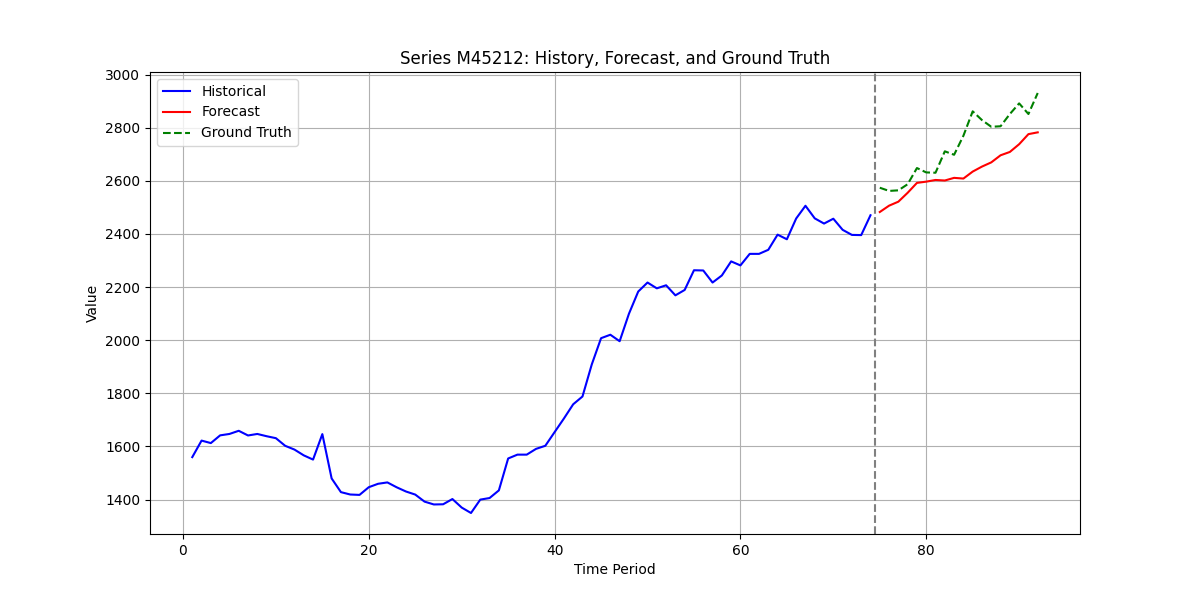 Series M45212: History, Forecast, and Ground Truth
Historical
Forecast
Ground Truth
3000
2800
2600
2400
2200
2000
1800
1600
1400
Value
0 20 40 60 80
Time Period